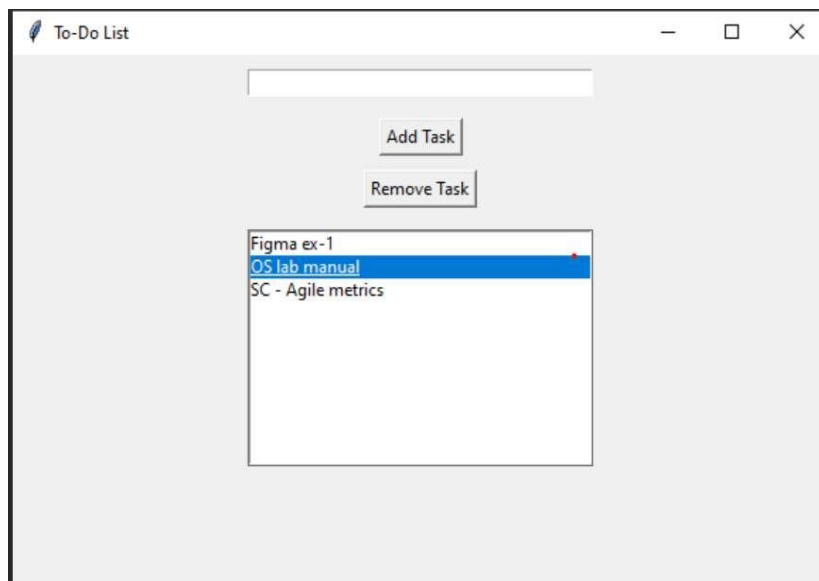 To-Do List
Add Task
Remove Task
Figma ex-1
OS lab manual
SC - Agile metrics